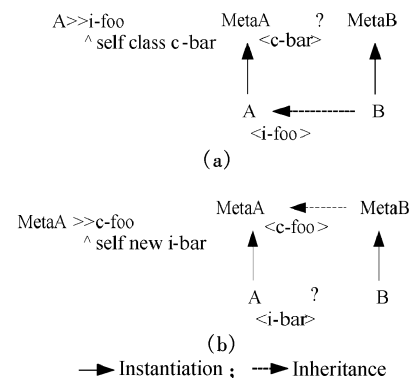 A>>i-foo MetaA ? MetaB
^ self class c-bar <c-bar>
A B
<i-foo>
(a)
MetaA >>c-foo MetaA MetaB
^ self new i-bar <c-foo>
A ? B
<i-bar>
(b)
Instantiation ; Inheritance